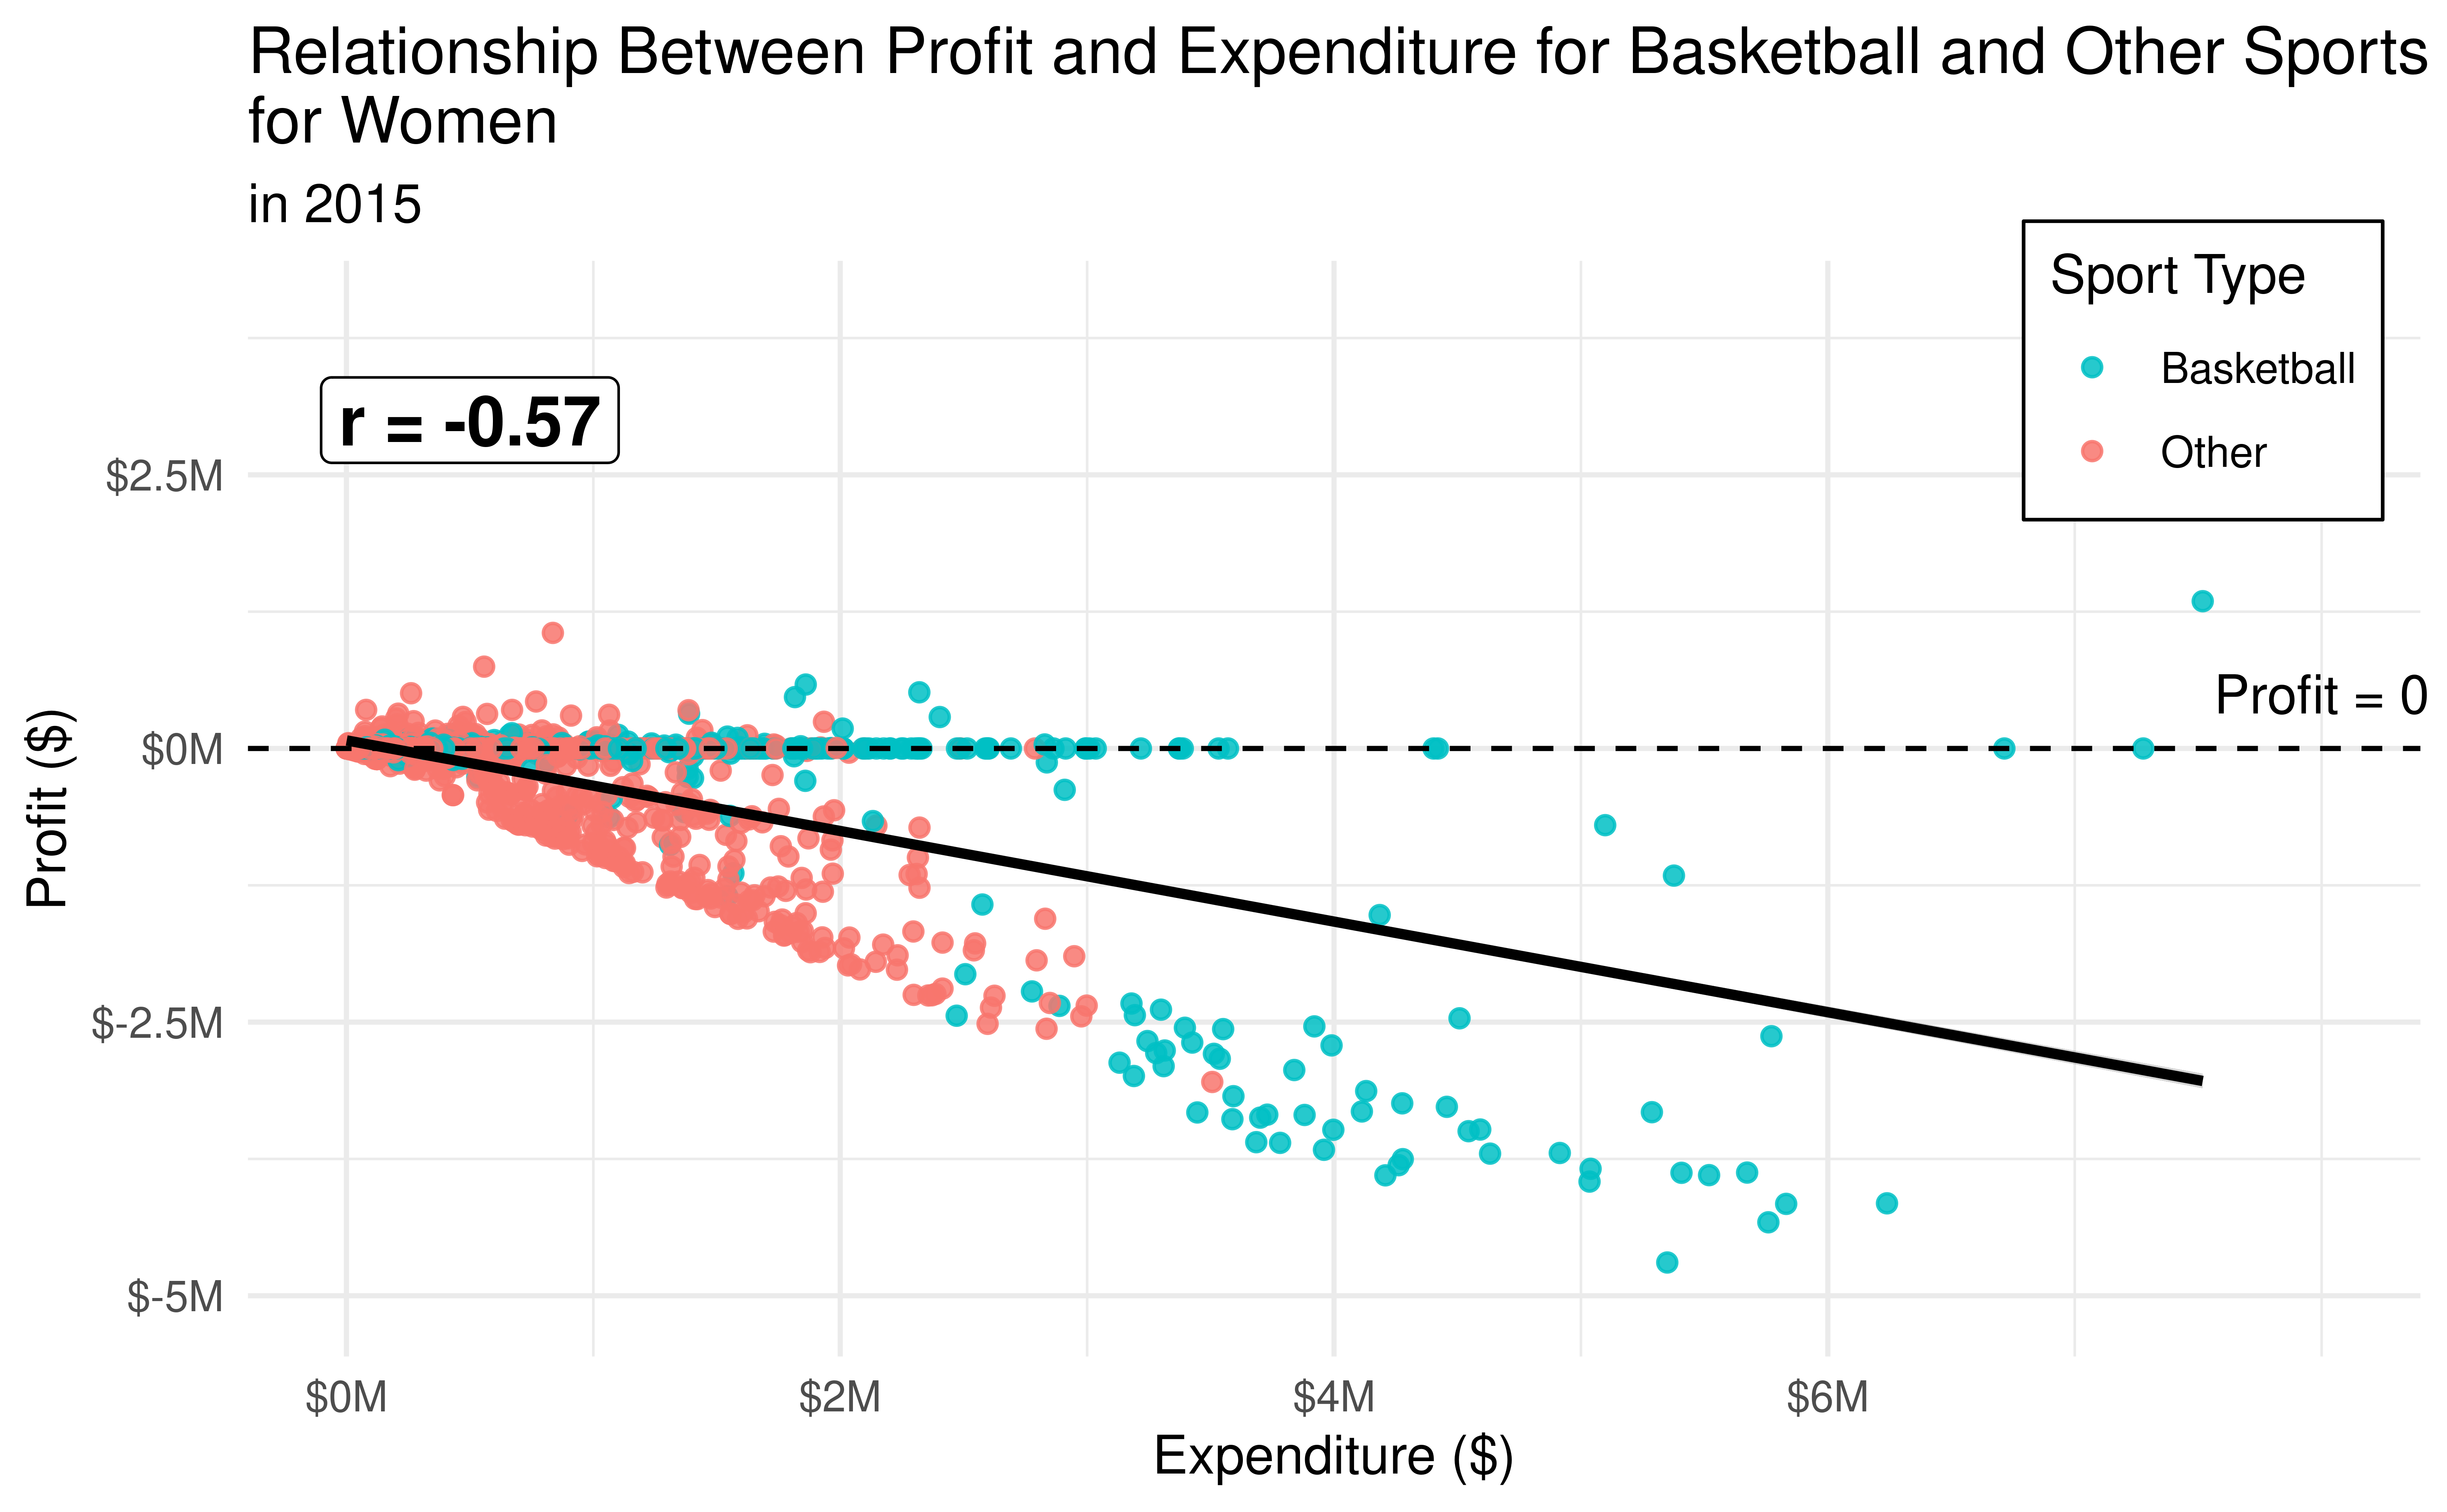 Relationship Between Profit and Expenditure for Basketball and Other Sports
for Women
in 2015
Sport Type
Basketball
Other
r = -0.57
Profit = 0
Profit ($)
$2.5M
$0M
$-2.5M
$-5M
$0M
$2M
$4M
$6M
Expenditure ($)